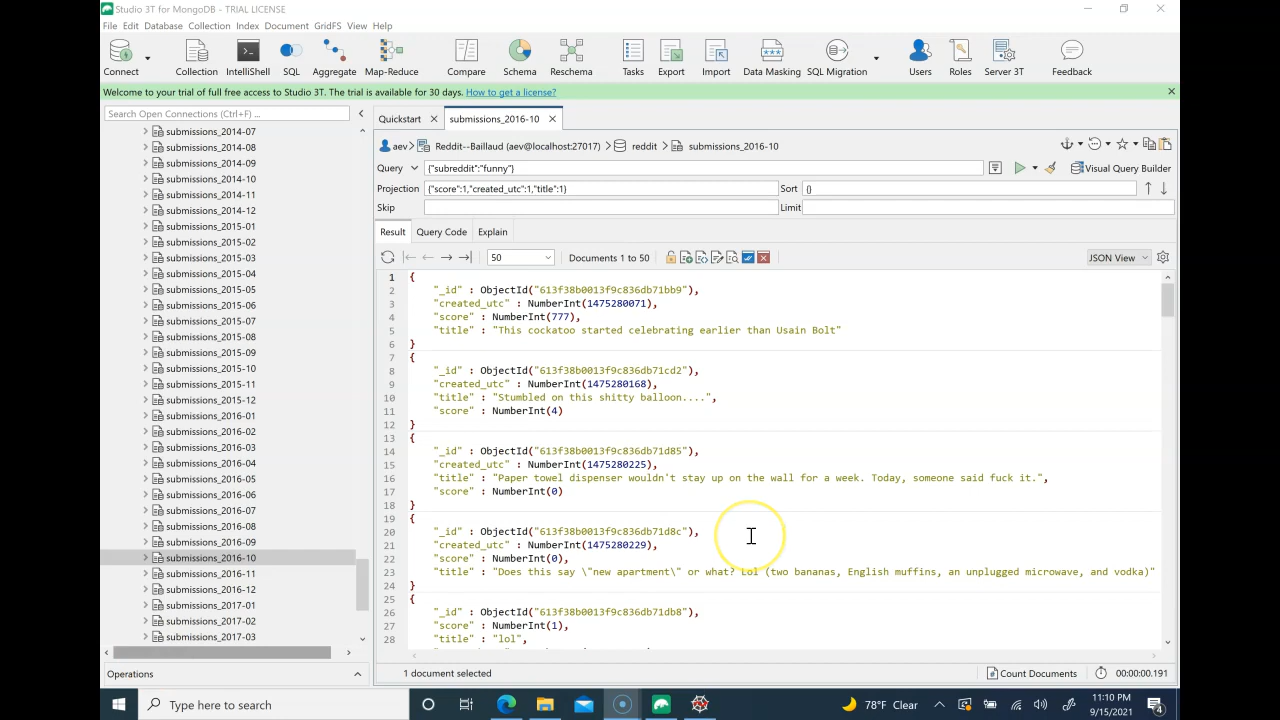 Studio 3T for MongoDB - TRIAL LICENSE
File Edit Database Collection Index Document GridFS View Help
Connect Collection IntelliShell SQL Aggregate Map-Reduce Compare Schema Reschema Tasks Export Import Data Masking SQL Migration Users Roles Server 3T Feedback
Welcome to your trial of full free access to Studio 3T. The trial is available for 30 days. How to get a license?
Search Open Connections (Ctrl+F) ...
submissions_2014-07
submissions_2014-08
submissions_2014-09
submissions_2014-10
submissions_2014-11
submissions_2014-12
submissions_2015-01
submissions_2015-02
submissions_2015-03
submissions_2015-04
submissions_2015-05
submissions_2015-06
submissions_2015-07
submissions_2015-08
submissions_2015-09
submissions_2015-10
submissions_2015-11
submissions_2015-12
submissions_2016-01
submissions_2016-02
submissions_2016-03
submissions_2016-04
submissions_2016-05
submissions_2016-06
submissions_2016-07
submissions_2016-08
submissions_2016-09
submissions_2016-10
submissions_2016-11
submissions_2016-12
submissions_2017-01
submissions_2017-02
submissions_2017-03
Operations
Quickstart submissions_2016-10
aev> Reddit--Baillaud (aev@localhost:27017) > reddit > submissions_2016-10
Query {"subreddit":"funny"} Visual Query Builder
Projection {"score":1,"created_utc":1,"title":1} Sort {}
Skip Limit
Result Query Code Explain
50 Documents 1 to 50 JSON View
1 {
2 "_id" : ObjectId("613f38b0013f9c836db71bb9"),
3 "created_utc" : NumberInt(1475280071),
4 "score" : NumberInt(777),
5 "title" : "This cockatoo started celebrating earlier than Usain Bolt"
6 }
7 {
8 "_id" : ObjectId("613f38b0013f9c836db71cd2"),
9 "created_utc" : NumberInt(1475280168),
10 "title" : "Stumbled on this shitty balloon....",
11 "score" : NumberInt(4)
12 }
13 {
14 "_id" : ObjectId("613f38b0013f9c836db71d85"),
15 "created_utc" : NumberInt(1475280225),
16 "title" : "Paper towel dispenser wouldn't stay up on the wall for a week. Today, someone said fuck it.",
17 "score" : NumberInt(0)
18 }
19 {
20 "_id" : ObjectId("613f38b0013f9c836db71d8c"),
21 "created_utc" : NumberInt(1475280229),
22 "score" : NumberInt(0),
23 "title" : "Does this say \"new apartment\" or what? Lol (two bananas, English muffins, an unplugged microwave, and vodka)"
24 }
25 {
26 "_id" : ObjectId("613f38b0013f9c836db71db8"),
27 "score" : NumberInt(1),
28 "title" : "lol",
1 document selected Count Documents 00:00:00.191
Type here to search 78°F Clear 11:10 PM
9/15/2021 4